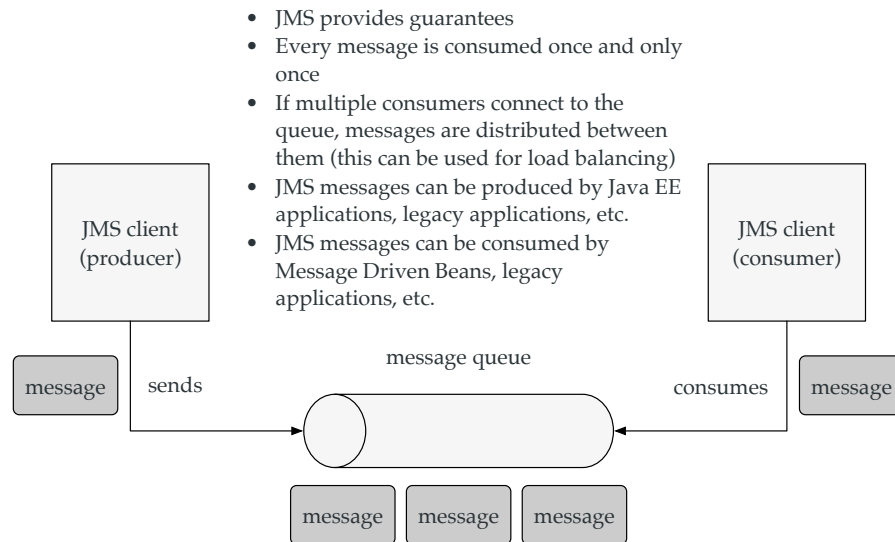 • JMS provides guarantees
• Every message is consumed once and only
once
• If multiple consumers connect to the
queue, messages are distributed between
them (this can be used for load balancing)
• JMS messages can be produced by Java EE
applications, legacy applications, etc.
• JMS messages can be consumed by
Message Driven Beans, legacy
applications, etc.
JMS client
(producer)
JMS client
(consumer)
message queue
message
sends
consumes
message
message
message
message